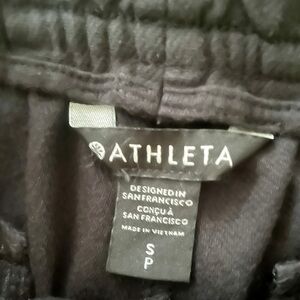 ATHLETA
DESIGNED IN
SAN FRANCISCO
CONÇU À
SAN FRANCISCO
MADE IN VIETNAM
S
P